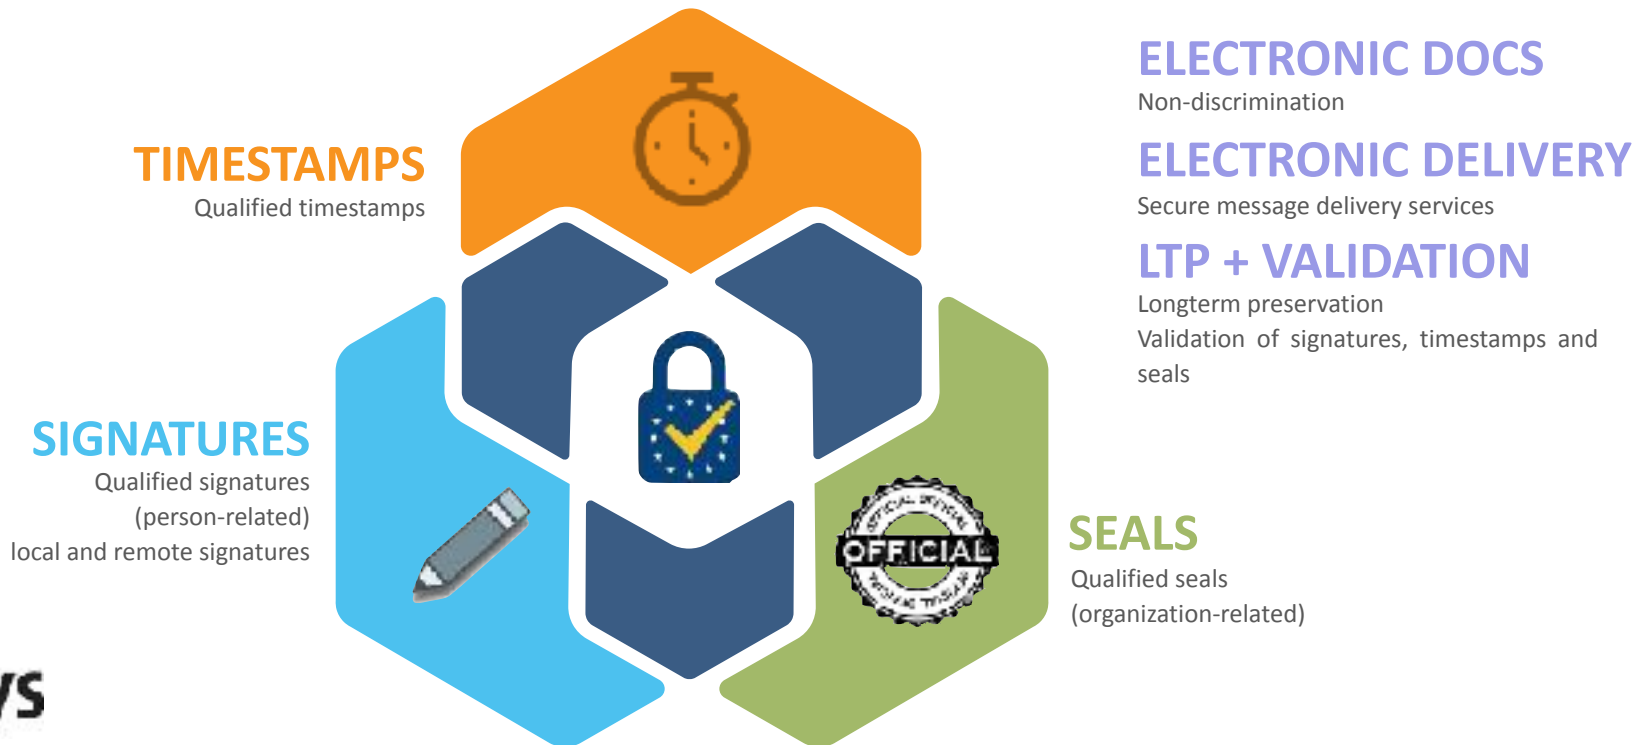 TIMESTAMPS
Qualified timestamps
SIGNATURES
Qualified signatures
(person-related)
local and remote signatures
ELECTRONIC DOCS
Non-discrimination
ELECTRONIC DELIVERY
Secure message delivery services
LTP + VALIDATION
Longterm preservation
Validation of signatures, timestamps and
seals
OFFICIAL OFFICIAL
OFFICIAL
SEALS
Qualified seals
(organization-related)